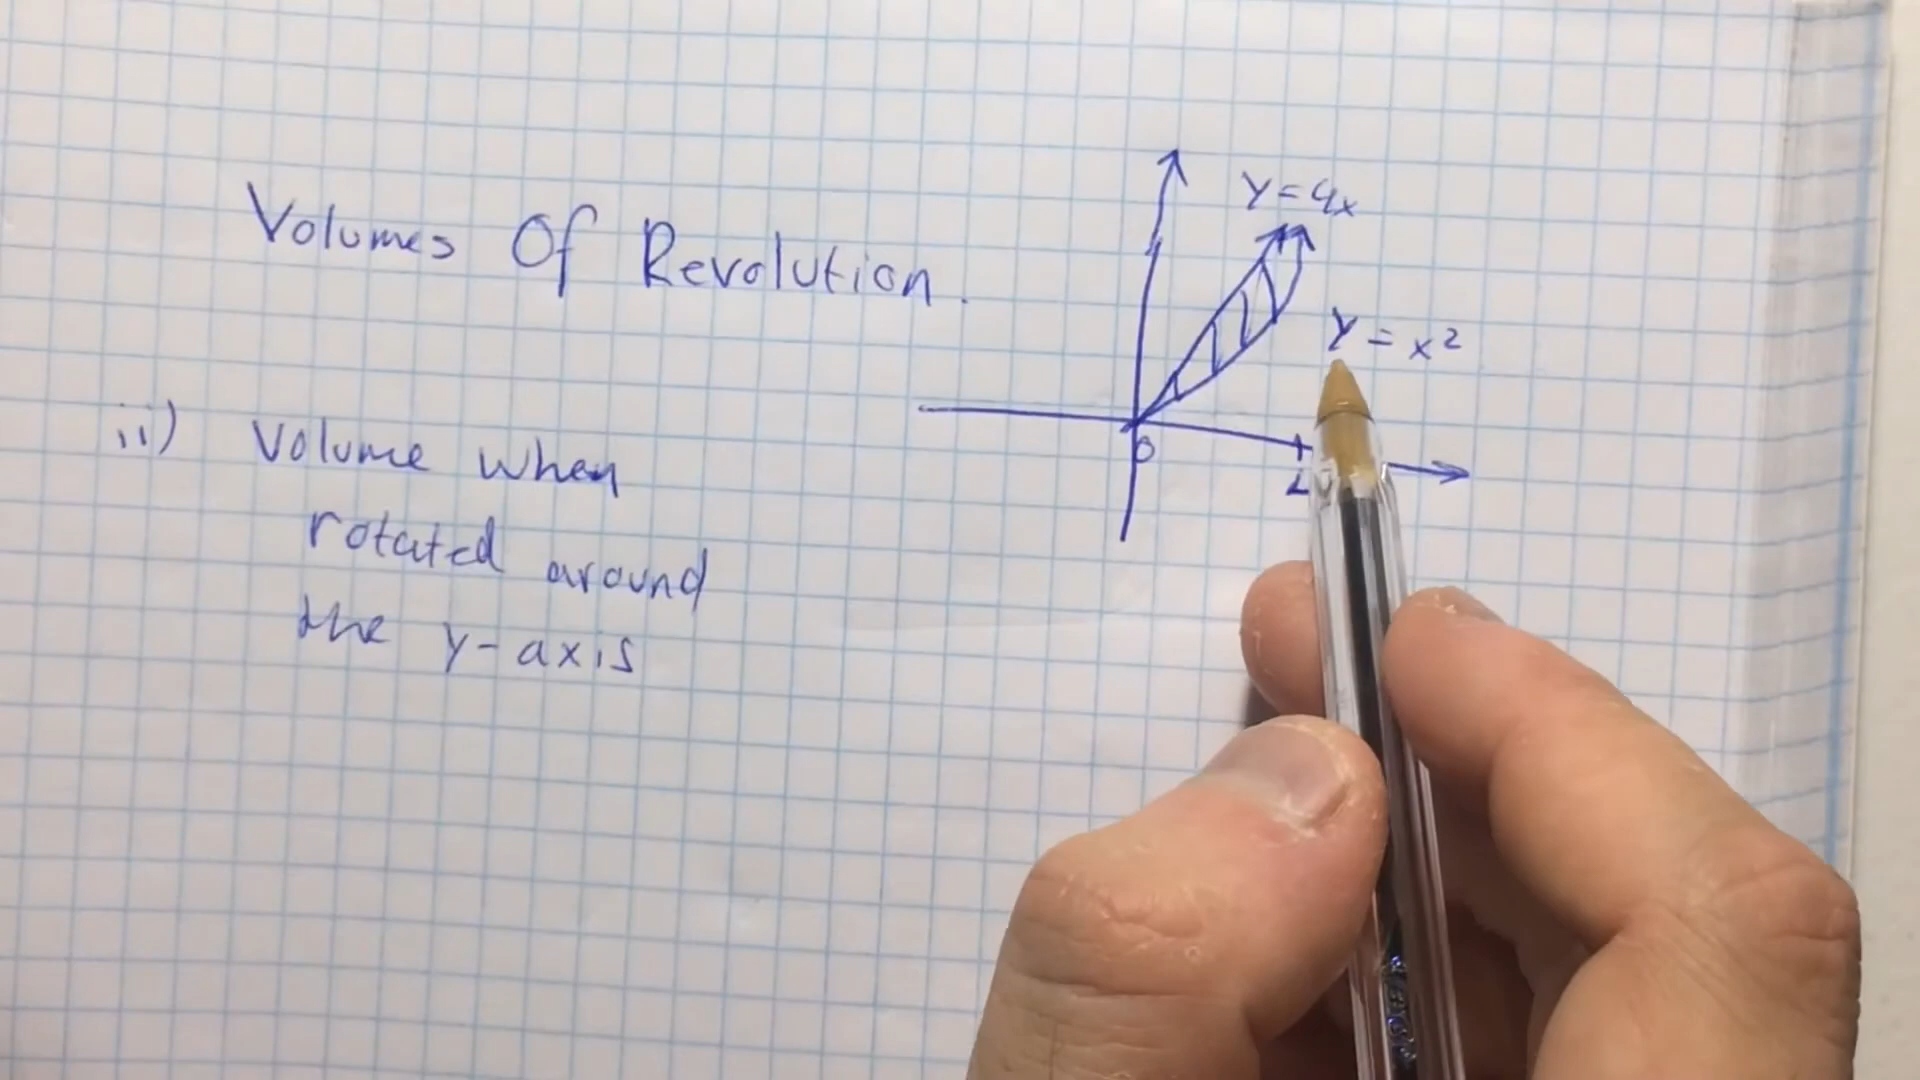 Volumes Of Revolution.
y=4x
y = x²
0
ii) Volume when
rotated around
the y-axis